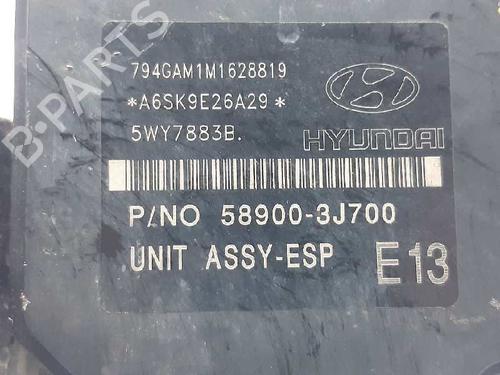 794GAM1M1628819
*A6SK9E26A29*
5WY7883B.
HYUNDAI
P/NO 58900-3J700
UNIT ASSY-ESP
E13
B-PARTS